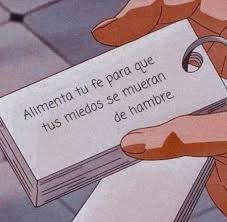 Alimenta tu fe para que
tus miedos se mueran
de hambre